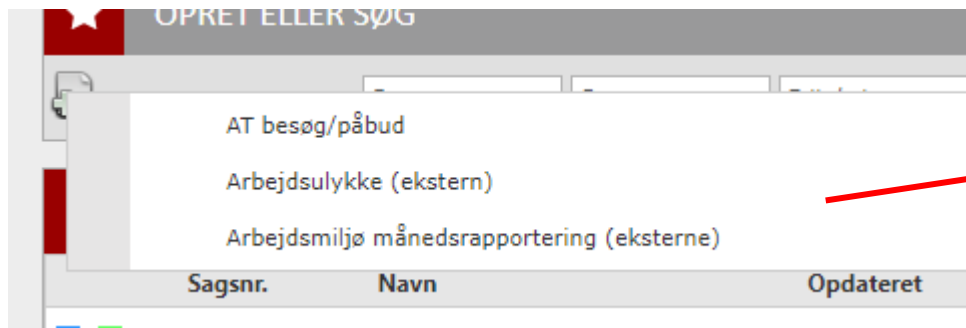 OPRET ELLER SØG
AT besøg/påbud
Arbejdsulykke (ekstern)
Arbejdsmiljø månedsrapportering (eksterne)
Sagsnr. Navn Opdateret